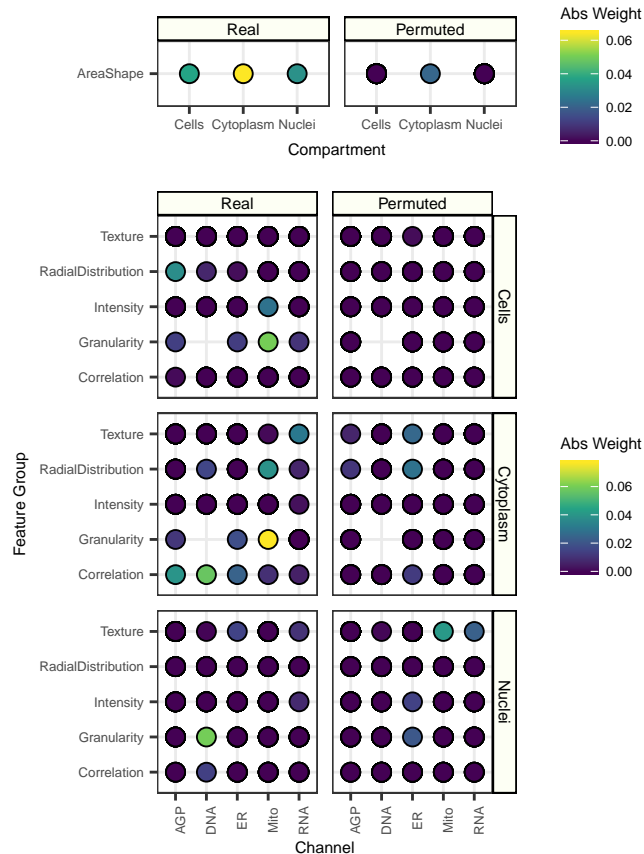 Real
Permuted
AreaShape
Cells
Cytoplasm
Nuclei
Cells
Cytoplasm
Nuclei
Compartment
Abs Weight
0.06
0.04
0.02
0.00
Real
Permuted
Feature Group
Texture
RadialDistribution
Intensity
Granularity
Correlation
Cells
Texture
RadialDistribution
Intensity
Granularity
Correlation
Cytoplasm
Texture
RadialDistribution
Intensity
Granularity
Correlation
Nuclei
AGP
DNA
ER
Mito
RNA
AGP
DNA
ER
Mito
RNA
Channel
Abs Weight
0.06
0.04
0.02
0.00